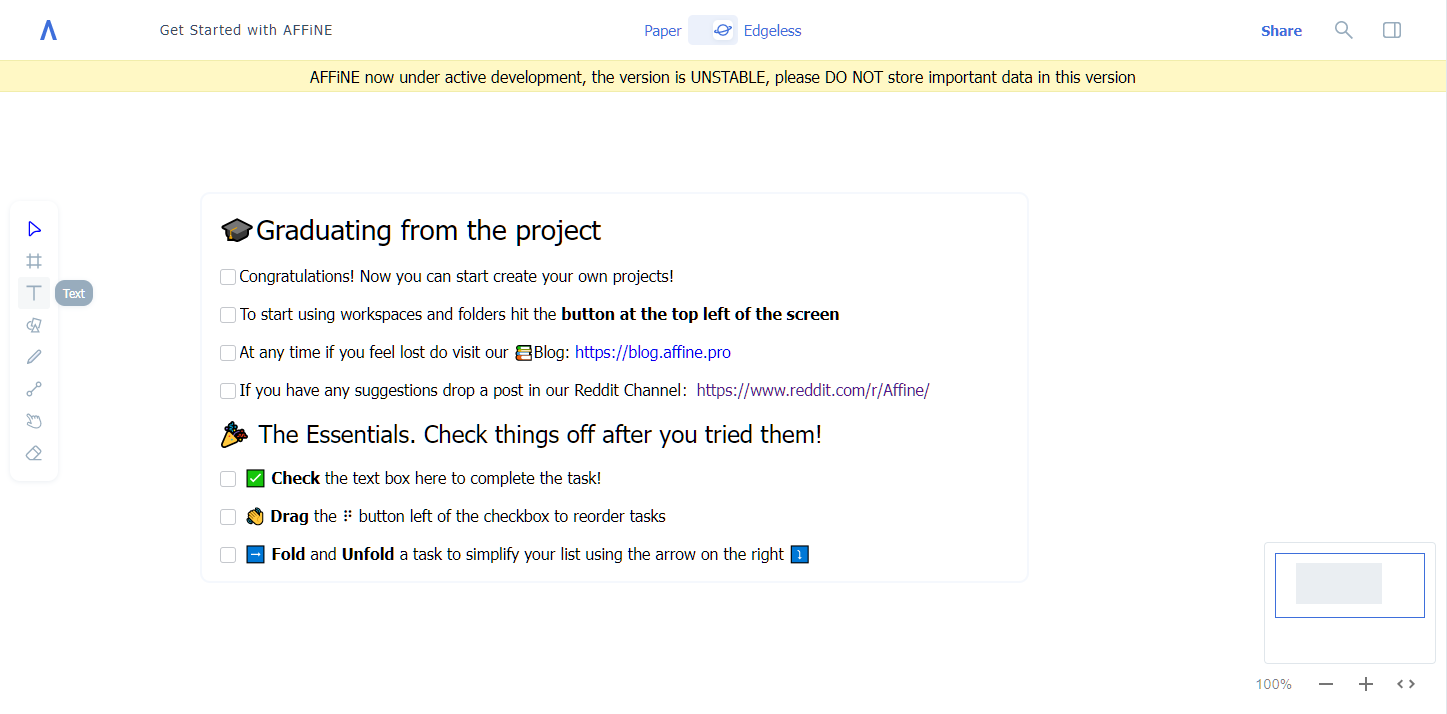 Get Started with AFFiNE
Paper Edgeless
Share
AFFiNE now under active development, the version is UNSTABLE, please DO NOT store important data in this version
🎓Graduating from the project
Congratulations! Now you can start create your own projects!
To start using workspaces and folders hit the button at the top left of the screen
Text
At any time if you feel lost do visit our 📚Blog: https://blog.affine.pro
If you have any suggestions drop a post in our Reddit Channel: https://www.reddit.com/r/Affine/
🎉 The Essentials. Check things off after you tried them!
✅ Check the text box here to complete the task!
👏 Drag the ⠟ button left of the checkbox to reorder tasks
➡️ Fold and Unfold a task to simplify your list using the arrow on the right ⤵️
100%